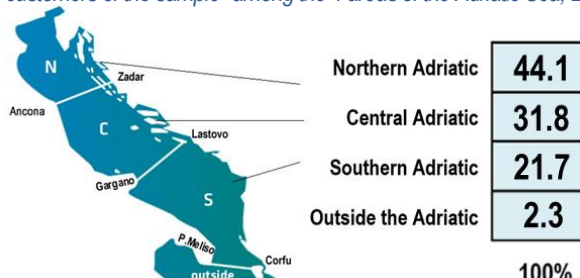 customers of the sample" among the 4 areas of the Adriatic Sea, 2
N
Zadar
Ancona
C
Lastovo
Gargano
S
P.Meliso
Corfu
outside
Northern Adriatic 44.1
Central Adriatic 31.8
Southern Adriatic 21.7
Outside the Adriatic 2.3
100%